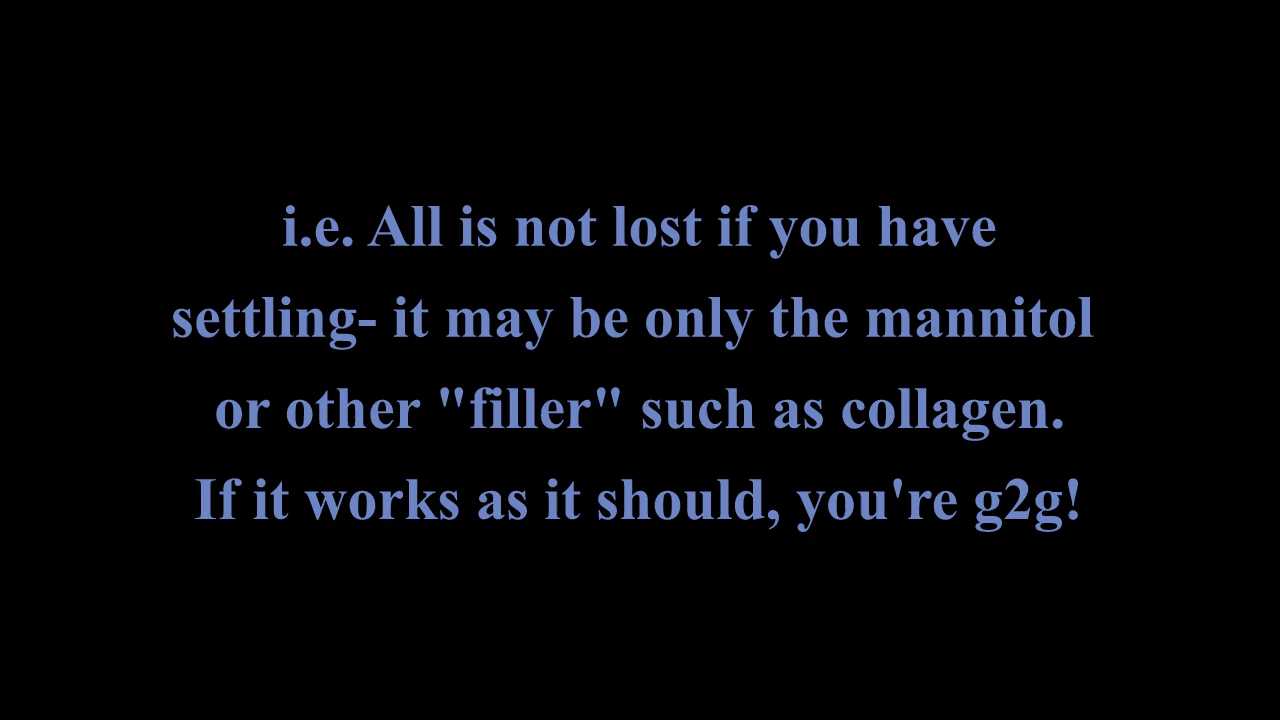 i.e. All is not lost if you have
settling- it may be only the mannitol
or other "filler" such as collagen.
If it works as it should, you're g2g!